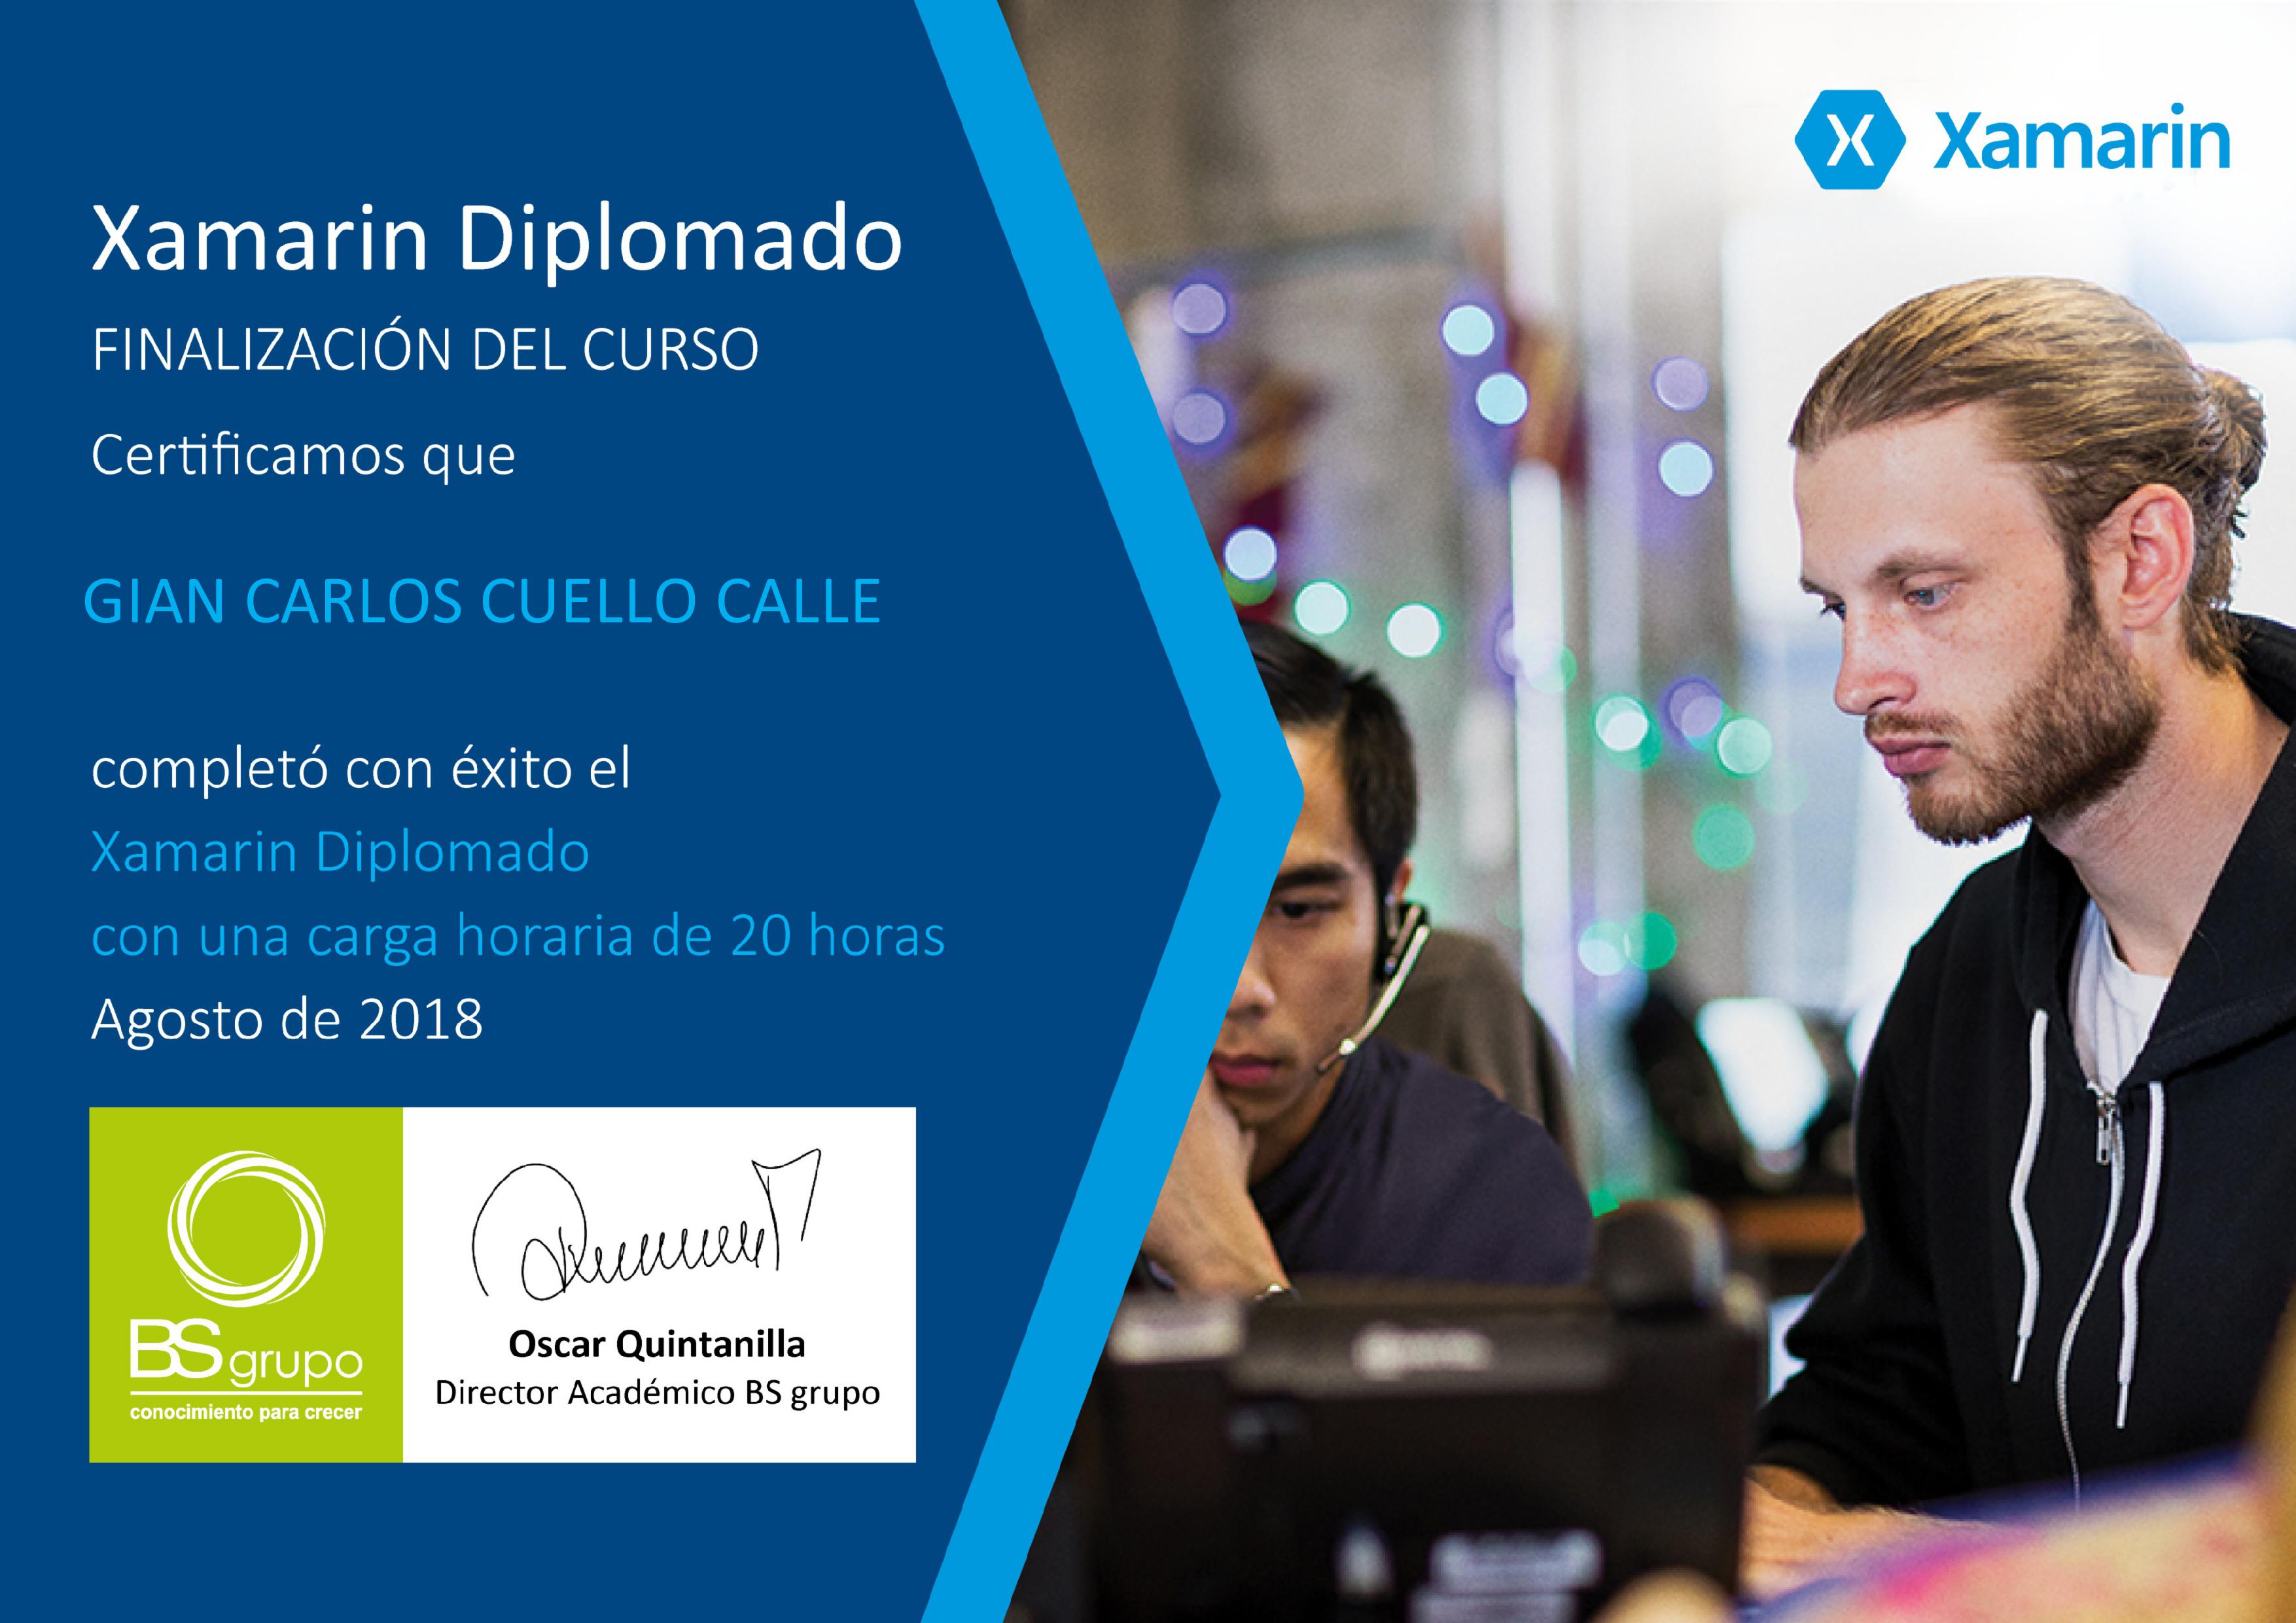 Xamarin
Xamarin Diplomado
FINALIZACIÓN DEL CURSO
Certificamos que
GIAN CARLOS CUELLO CALLE
completó con éxito el
Xamarin Diplomado
con una carga horaria de 20 horas
Agosto de 2018
BS grupo
conocimiento para crecer
Oscar Quintanilla
Director Académico BS grupo